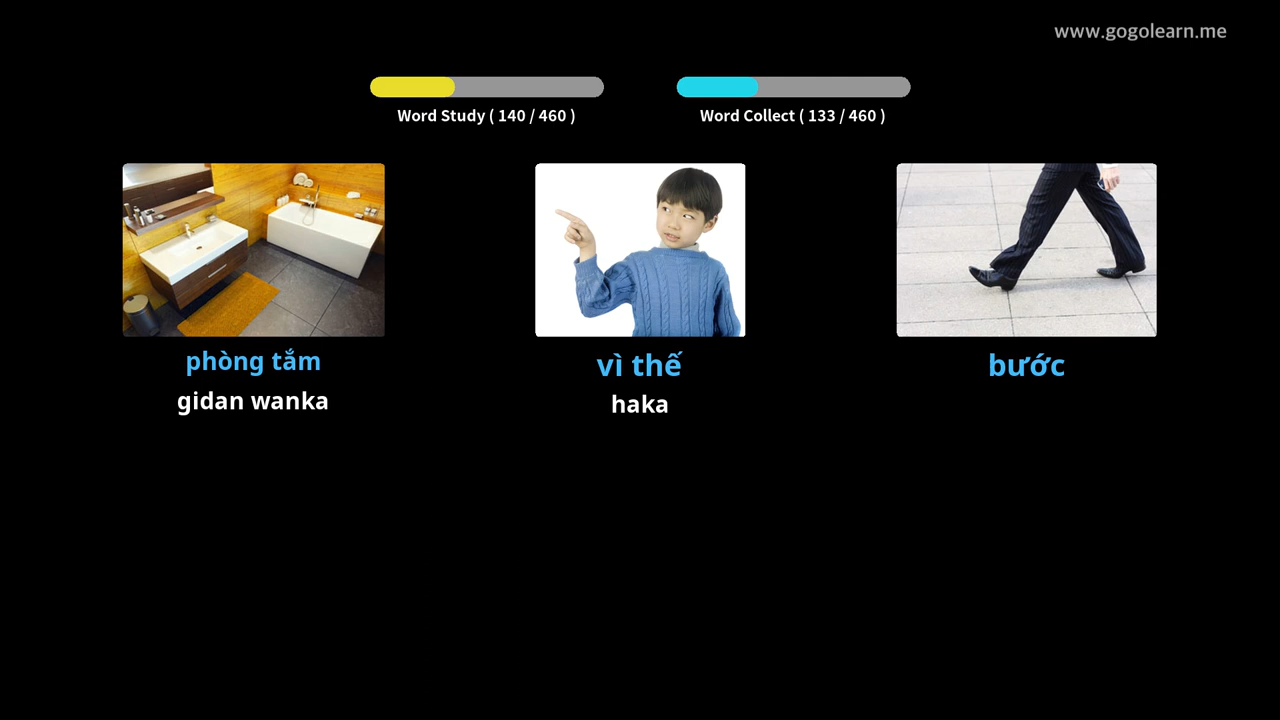 www.gogolearn.me
Word Study ( 140 / 460 )
Word Collect ( 133 / 460 )
phòng tắm
gidan wanka
vì thế
haka
bước